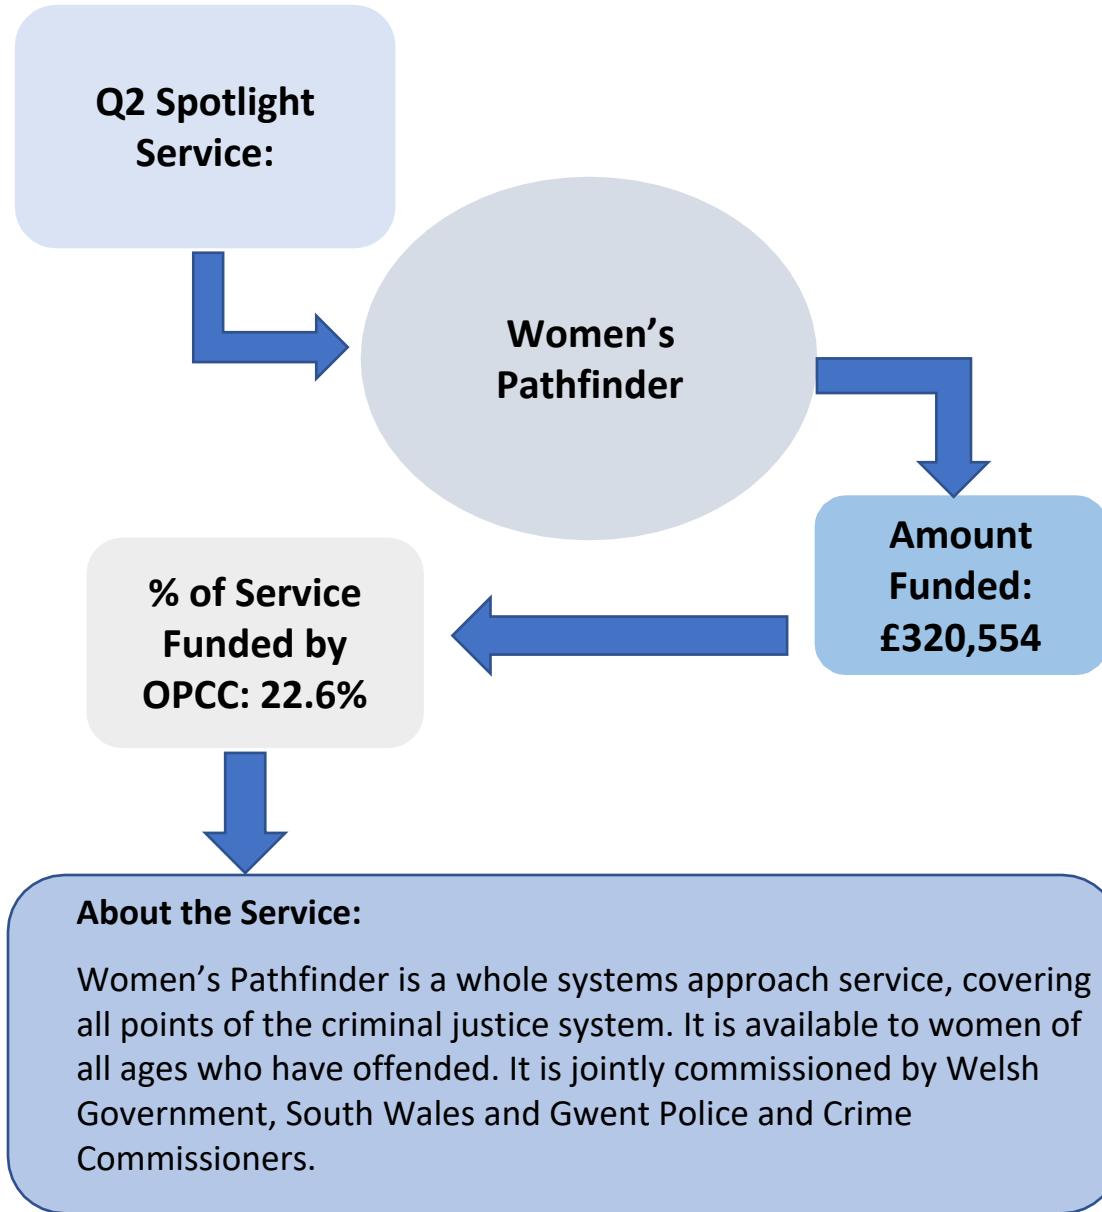 Q2 Spotlight
Service:
Women’s
Pathfinder
Amount
Funded:
£320,554
% of Service
Funded by
OPCC: 22.6%
About the Service:
Women’s Pathfinder is a whole systems approach service, covering
all points of the criminal justice system. It is available to women of
all ages who have offended. It is jointly commissioned by Welsh
Government, South Wales and Gwent Police and Crime
Commissioners.